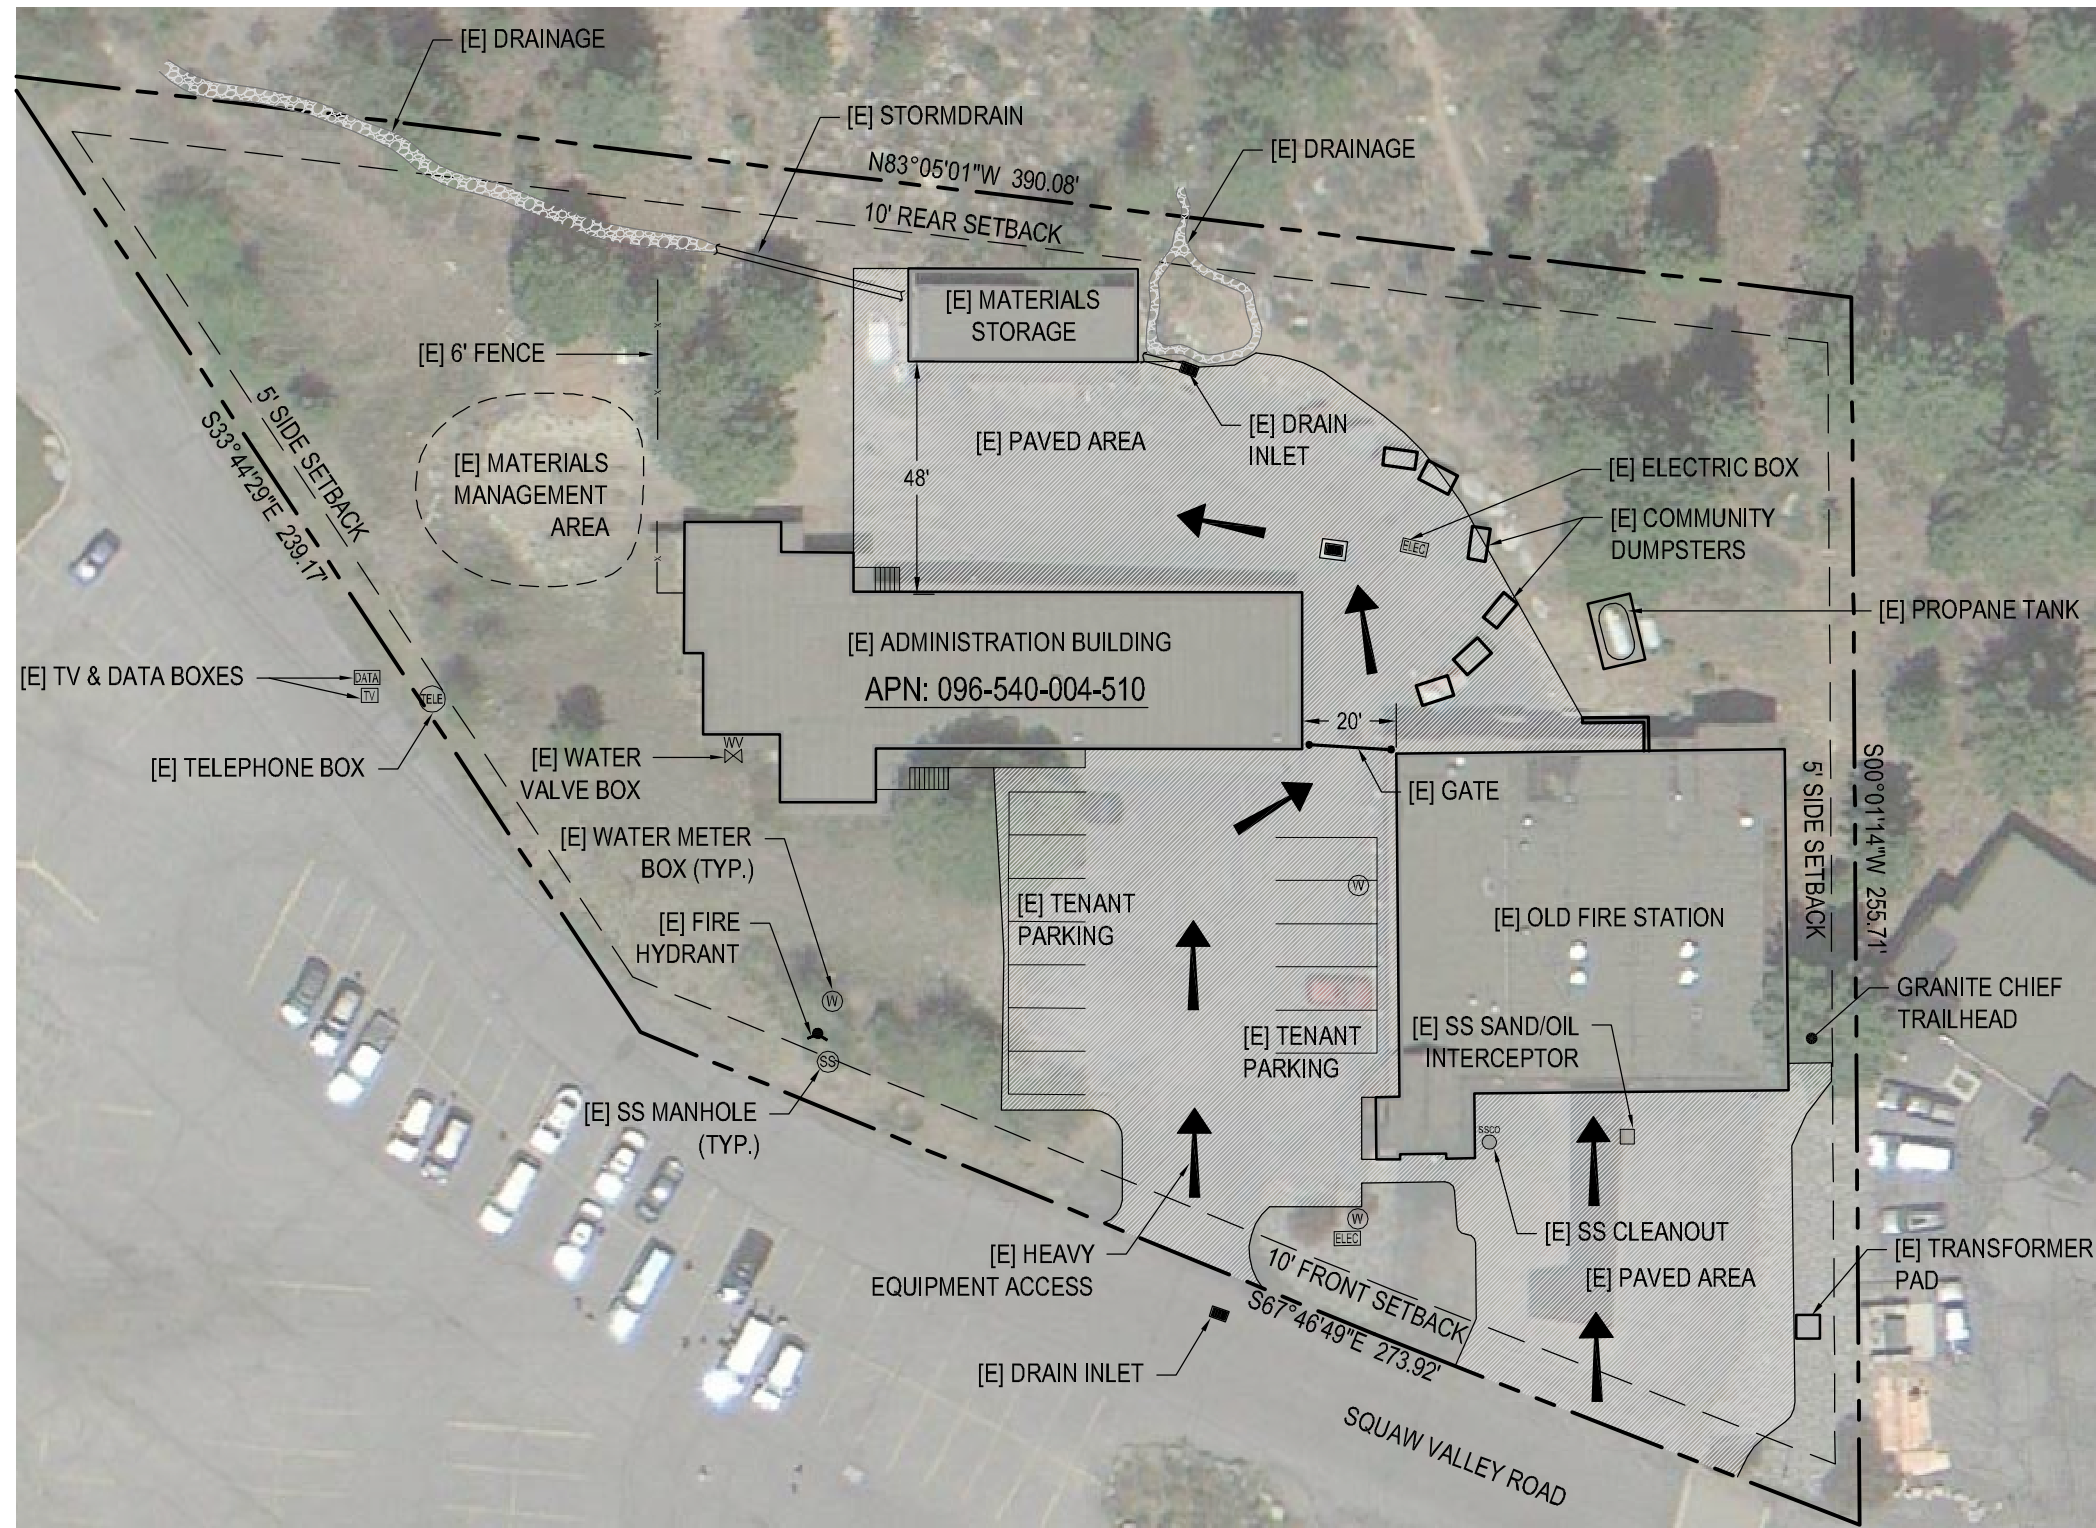 [E] DRAINAGE
[E] STORMDRAIN
[E] DRAINAGE
N83°05'01"W 390.08'
10' REAR SETBACK
[E] MATERIALS
STORAGE
[E] 6' FENCE
x
x
x
5' SIDE SETBACK
S33°44'29"E 239.17'
[E] MATERIALS
MANAGEMENT
AREA
48'
[E] PAVED AREA
[E] DRAIN
INLET
[E] ELECTRIC BOX
ELEC
[E] COMMUNITY
DUMPSTERS
[E] PROPANE TANK
[E] ADMINISTRATION BUILDING
APN: 096-540-004-510
[E] TV & DATA BOXES
DATA
TV
TELE
[E] TELEPHONE BOX
20'
WV
[E] WATER
VALVE BOX
[E] GATE
5' SIDE SETBACK
S00°01'14"W 255.71'
[E] WATER METER
BOX (TYP.)
W
[E] TENANT
PARKING
[E] FIRE
HYDRANT
[E] OLD FIRE STATION
W
GRANITE CHIEF
TRAILHEAD
[E] SS SAND/OIL
INTERCEPTOR
[E] TENANT
PARKING
SS
[E] SS MANHOLE
(TYP.)
SSCO
W
ELEC
[E] SS CLEANOUT
[E] HEAVY
EQUIPMENT ACCESS
[E] PAVED AREA
[E] TRANSFORMER
PAD
10' FRONT SETBACK
S67°46'49"E 273.92'
[E] DRAIN INLET
SQUAW VALLEY ROAD